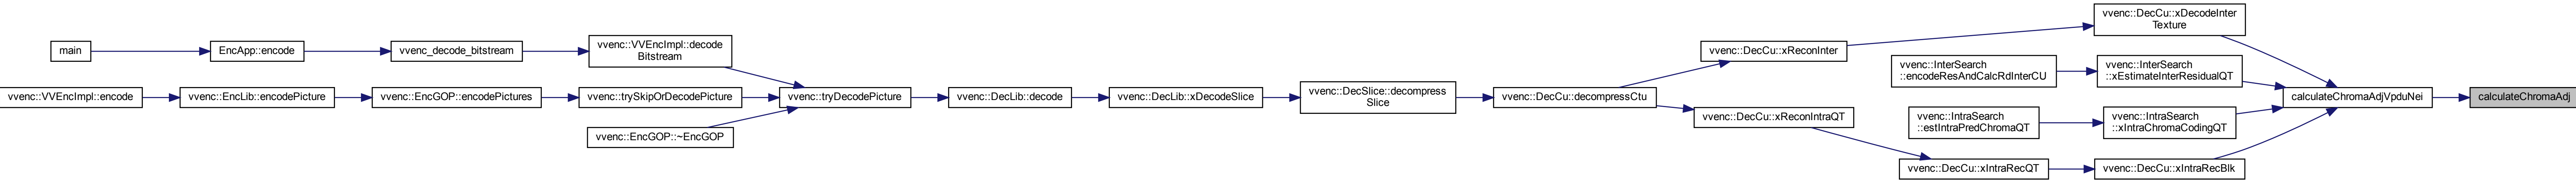 main
EncApp::encode
vvenc_decode_bitstream
vvenc::VVEncImpl::decode
Bitstream
vvenc::VVEncImpl::encode
vvenc::EncLib::encodePicture
vvenc::EncGOP::encodePictures
vvenc::trySkipOrDecodePicture
vvenc::EncGOP::~EncGOP
vvenc::tryDecodePicture
vvenc::DecLib::decode
vvenc::DecLib::xDecodeSlice
vvenc::DecSlice::decompress
Slice
vvenc::DecCu::decompressCtu
vvenc::DecCu::xReconInter
vvenc::DecCu::xReconIntraQT
vvenc::DecCu::xDecodeInter
Texture
vvenc::InterSearch
::encodeResAndCalcRdInterCU
vvenc::InterSearch
::xEstimateInterResidualQT
vvenc::IntraSearch
::estIntraPredChromaQT
vvenc::IntraSearch
::xIntraChromaCodingQT
vvenc::DecCu::xIntraRecQT
vvenc::DecCu::xIntraRecBlk
calculateChromaAdjVpduNei
calculateChromaAdj